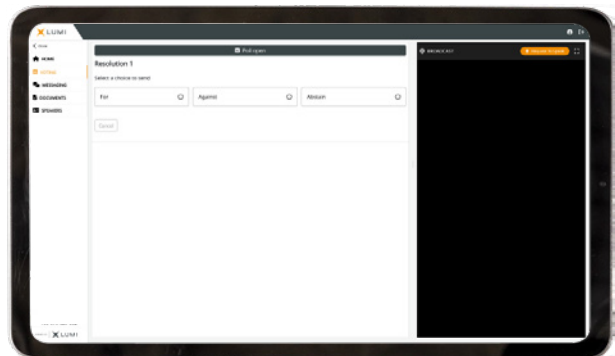 LUMI
HOME
VOTING
MESSAGING
DOCUMENTS
SPEAKERS
Poll open
Resolution 1
Select a choice to send
For
Against
Abstain
Cancel
BROADCAST
LUMI